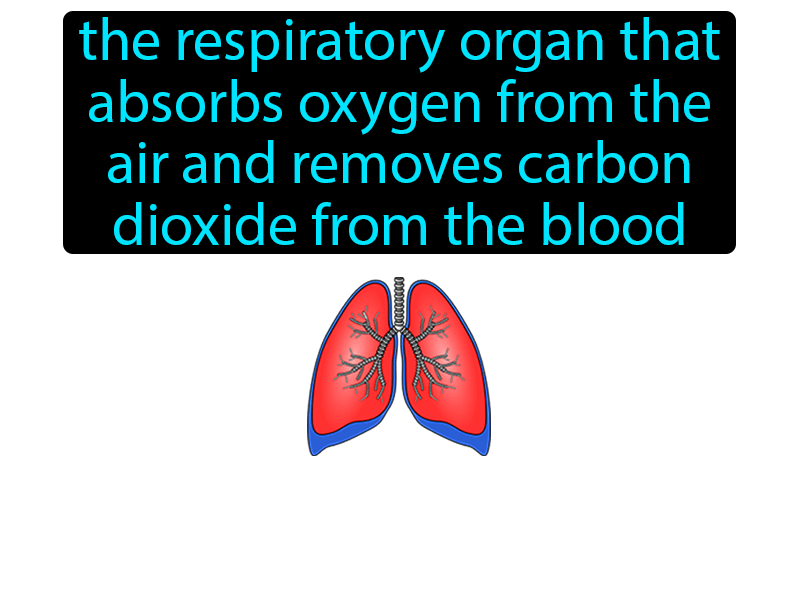 the respiratory organ that
absorbs oxygen from the
air and removes carbon
dioxide from the blood